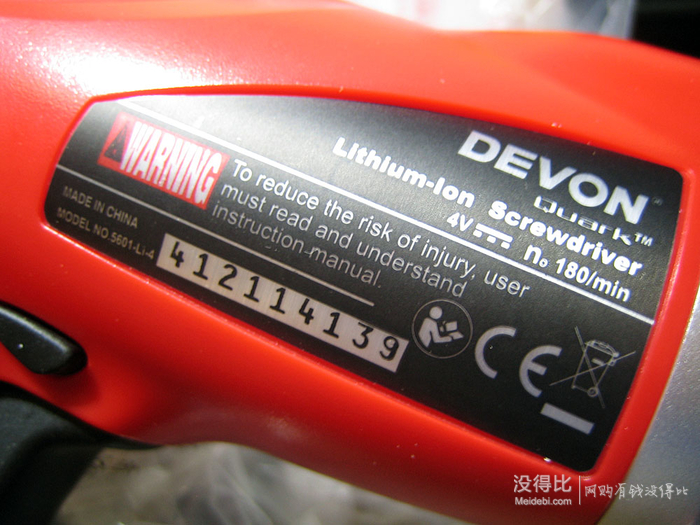 DEVON
Quark™
Lithium-Ion Screwdriver
4V n₀ 180/min
WARNING
To reduce the risk of injury, user
must read and understand
instruction manual.
MADE IN CHINA
MODEL NO.5601-Li-4
412114139
CE
没得比
Meidebi.com
网购有钱没得比